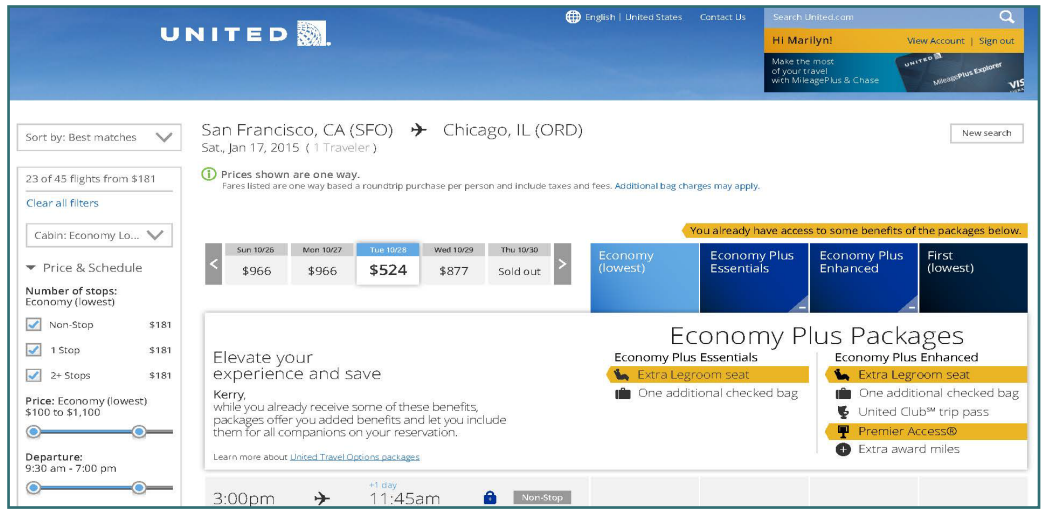 English | United States
Contact Us
Search United.com
UNITED
Hi Marilyn!
View Account | Sign out
Make the most
of your travel
with MileagePlus & Chase
UNITED
MileagePlus Explorer
VIS
Sort by: Best matches
San Francisco, CA (SFO) Chicago, IL (ORD)
Sat., Jan 17, 2015 ( 1 Traveler )
New search
23 of 45 flights from $181
Clear all filters
Cabin: Economy Lo...
Price & Schedule
Number of stops:
Economy (lowest)
Non-Stop $181
1 Stop $181
2+ Stops $181
Price: Economy (lowest)
$100 to $1,100
Departure:
9:30 am - 7:00 pm
Prices shown are one way.
Fares listed are one way based a roundtrip purchase per person and include taxes and fees. Additional bag charges may apply.
You already have access to some benefits of the packages below.
Sun 10/26 Mon 10/27 Tue 10/28 Wed 10/29 Thu 10/30
< $966 $966 $524 $877 Sold out >
Economy
(lowest)
Economy Plus
Essentials
Economy Plus
Enhanced
First
(lowest)
Economy Plus Packages
Elevate your
experience and save
Kerry,
while you already receive some of these benefits,
packages offer you added benefits and let you include
them for all companions on your reservation.
Learn more about United Travel Options packages
Economy Plus Essentials
Extra Legroom seat
One additional checked bag
Economy Plus Enhanced
Extra Legroom seat
One additional checked bag
United Club℠ trip pass
Premier Access®
Extra award miles
+1 day
3:00pm 11:45am Non-Stop